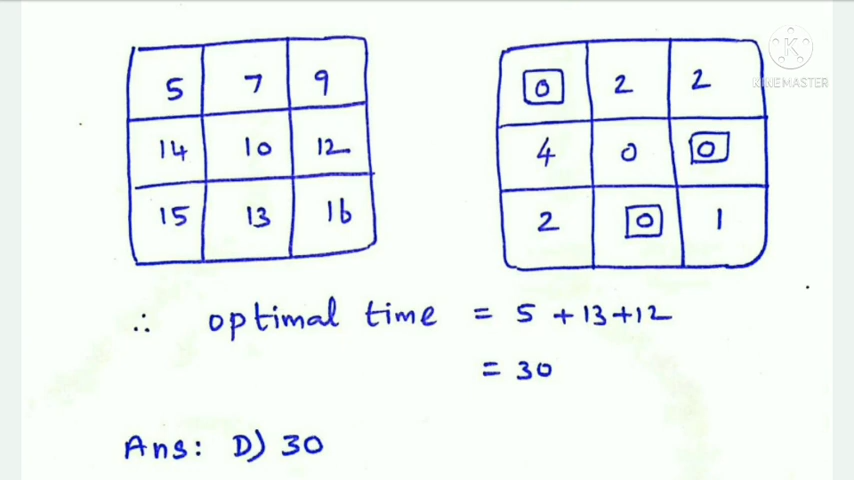 5 7 9
14 10 12
15 13 16
0 2 2
4 0 0
2 0 1
KINEMASTER
∴ optimal time = 5 + 13 + 12
= 30
Ans: D) 30